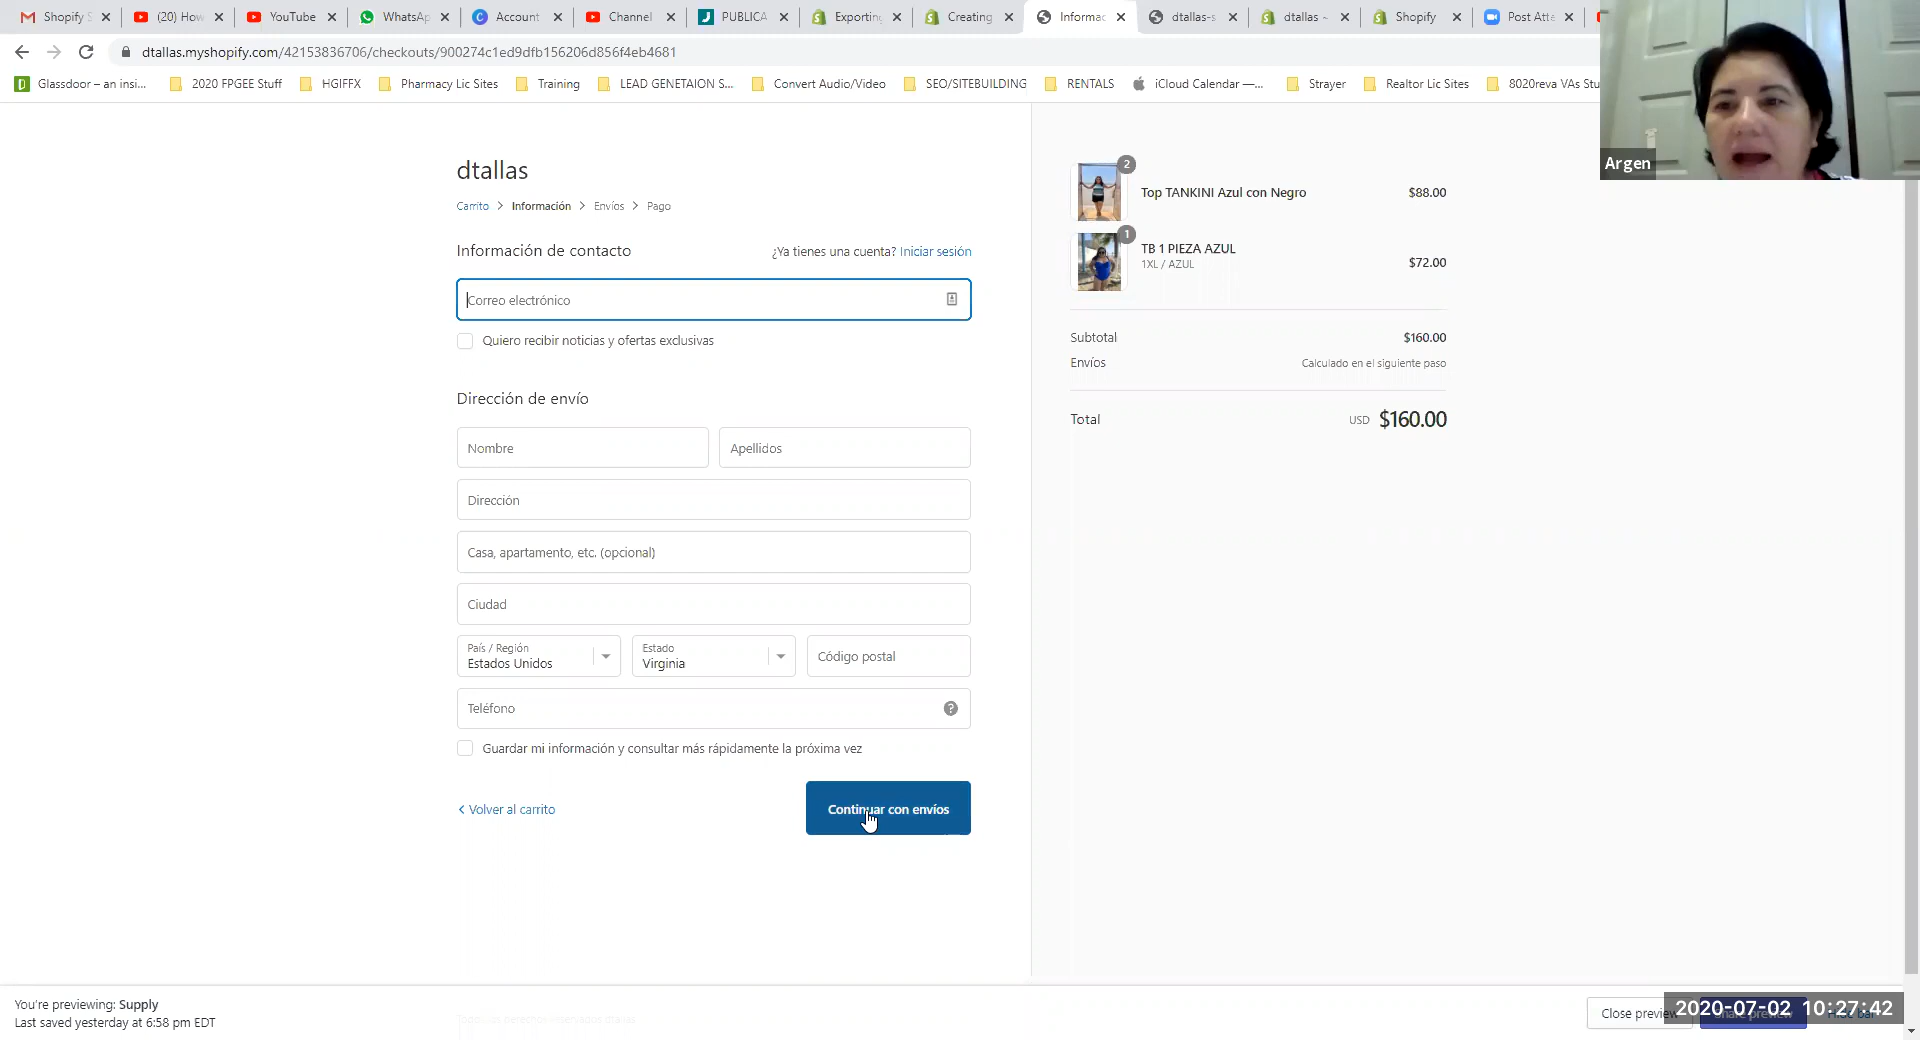 Shopify S
(20) How
YouTube
WhatsAp
Account
Channel
PUBLICA
Exporting
Creating
Informac
dtallas-s
dtallas ~
Shopify
Post Atta
dtallas.myshopify.com/42153836706/checkouts/900274c1ed9dfb156206d856f4eb4681
Glassdoor – an insi...
2020 FPGEE Stuff
HGIFFX
Pharmacy Lic Sites
Training
LEAD GENETAION S...
Convert Audio/Video
SEO/SITEBUILDING
RENTALS
iCloud Calendar —...
Strayer
Realtor Lic Sites
8020reva VAs Stu
Argen
dtallas
Carrito > Información > Envíos > Pago
Información de contacto
¿Ya tienes una cuenta? Iniciar sesión
Correo electrónico
Quiero recibir noticias y ofertas exclusivas
Dirección de envío
Nombre
Apellidos
Dirección
Casa, apartamento, etc. (opcional)
Ciudad
País / Región
Estados Unidos
Estado
Virginia
Código postal
Teléfono
?
Guardar mi información y consultar más rápidamente la próxima vez
< Volver al carrito
Continuar con envíos
2
Top TANKINI Azul con Negro
$88.00
1
TB 1 PIEZA AZUL
1XL / AZUL
$72.00
Subtotal
$160.00
Envíos
Calculado en el siguiente paso
Total
USD $160.00
You're previewing: Supply
Last saved yesterday at 6:58 pm EDT
Close preview
2020-07-02 10:27:42